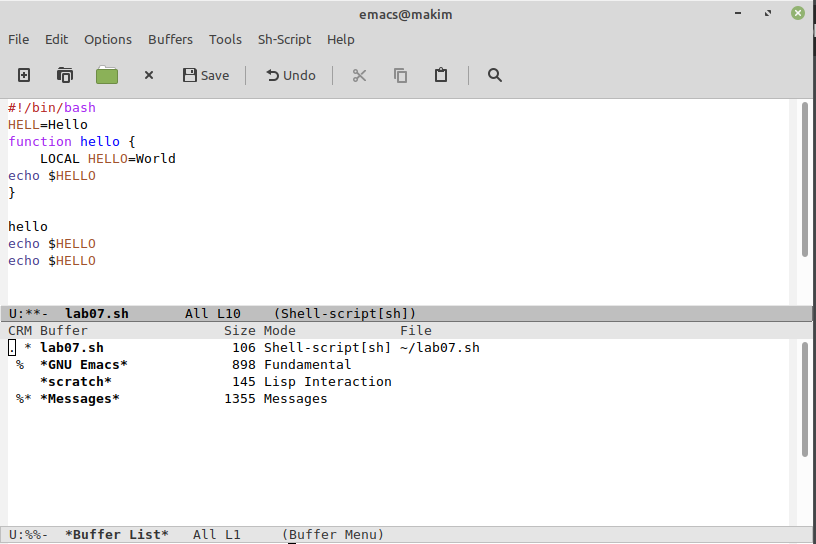 emacs@makim
File Edit Options Buffers Tools Sh-Script Help
Save Undo
#!/bin/bash
HELL=Hello
function hello {
    LOCAL HELLO=World
echo $HELLO
}
hello
echo $HELLO
echo $HELLO
U:**-  lab07.sh       All L10    (Shell-script[sh])
CRM Buffer                 Size Mode             File
. * lab07.sh                106 Shell-script[sh] ~/lab07.sh
 %  *GNU Emacs*             898 Fundamental
    *scratch*               145 Lisp Interaction
 %* *Messages*             1355 Messages
U:%%-  *Buffer List*   All L1     (Buffer Menu)